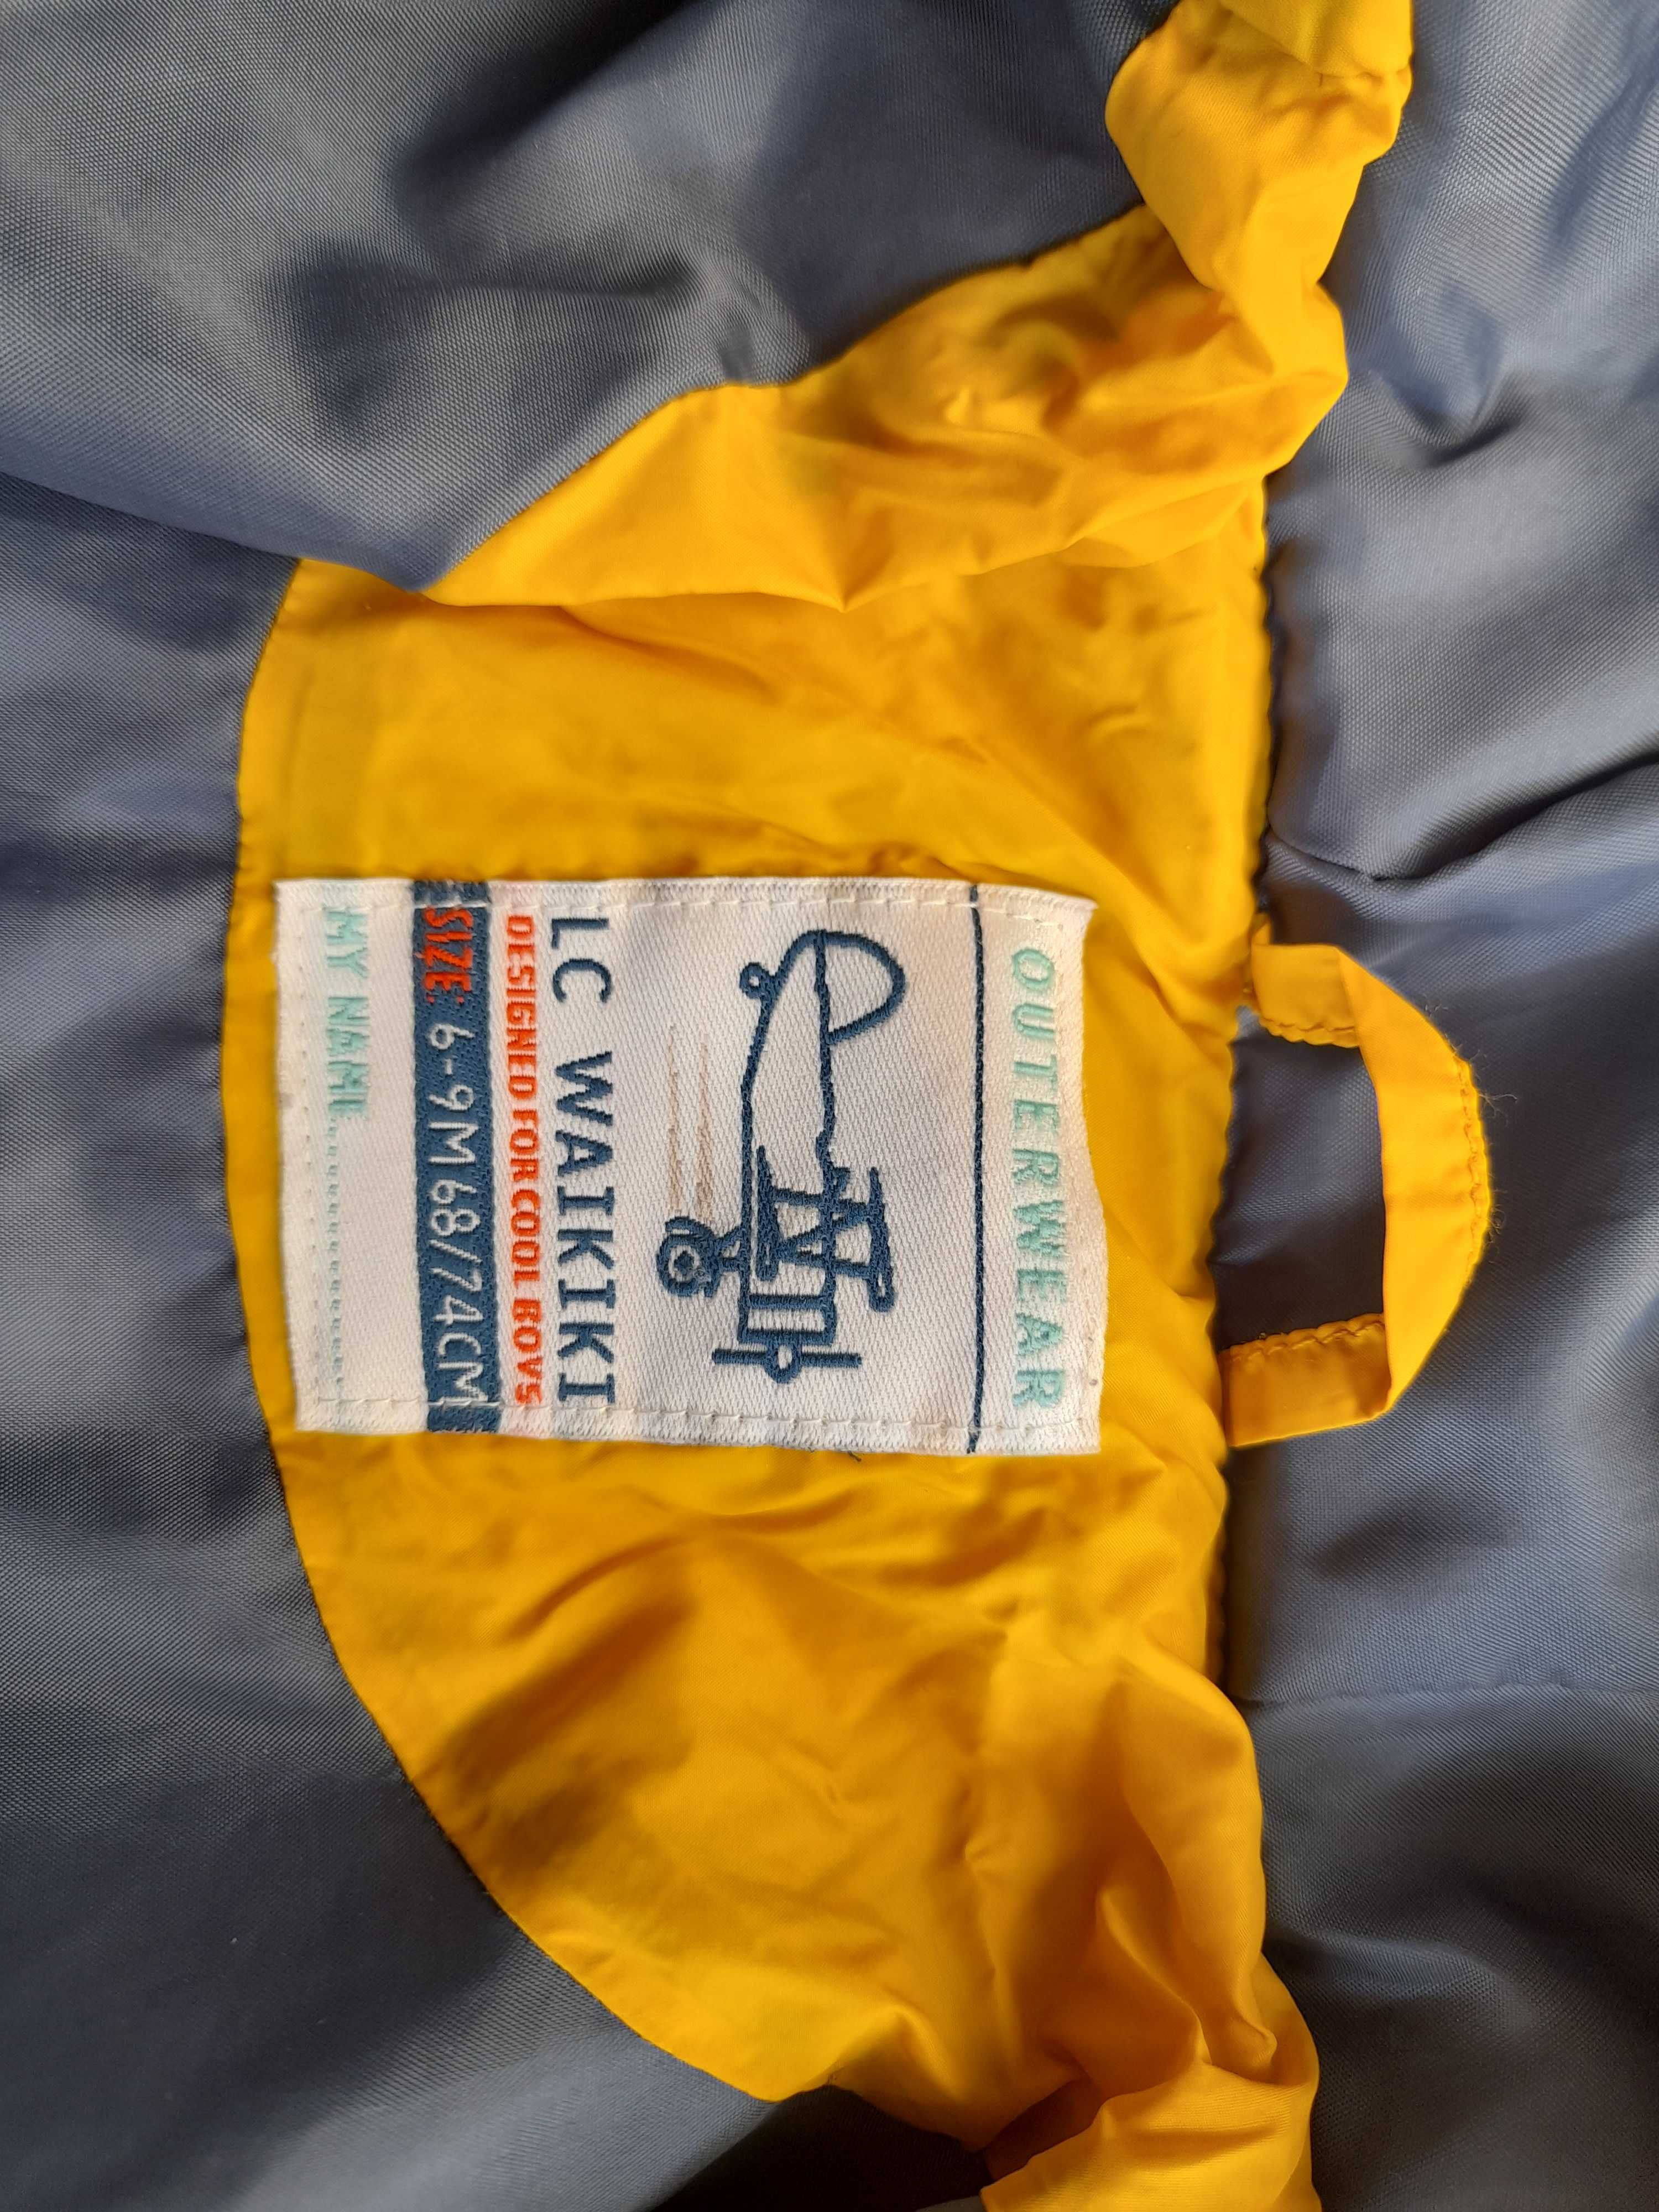 OUTERWEAR
LC WAIKIKI
DESIGNED FOR COOL BOYS
SIZE: 6-9M 68/74CM
MY NAME